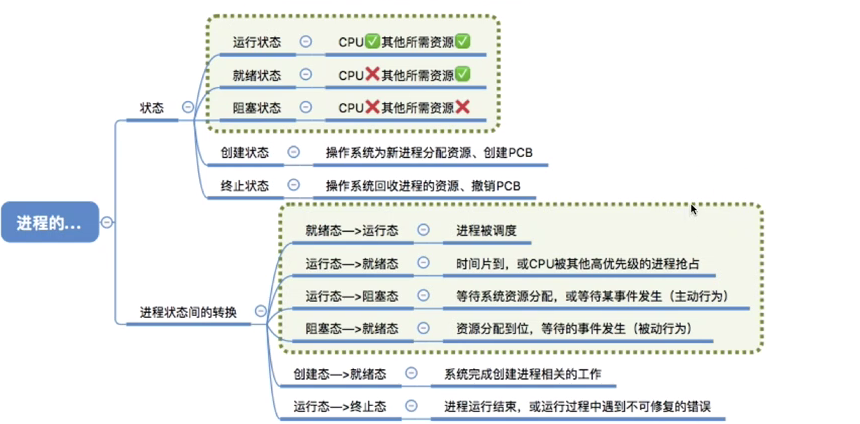 进程的...
状态
运行状态 CPU✅其他所需资源✅
就绪状态 CPU❌其他所需资源✅
阻塞状态 CPU❌其他所需资源❌
创建状态 操作系统为新进程分配资源、创建PCB
终止状态 操作系统回收进程的资源、撤销PCB
进程状态间的转换
就绪态—>运行态 进程被调度
运行态—>就绪态 时间片到，或CPU被其他高优先级的进程抢占
运行态—>阻塞态 等待系统资源分配，或等待某事件发生（主动行为）
阻塞态—>就绪态 资源分配到位，等待的事件发生（被动行为）
创建态—>就绪态 系统完成创建进程相关的工作
运行态—>终止态 进程运行结束，或运行过程中遇到不可修复的错误